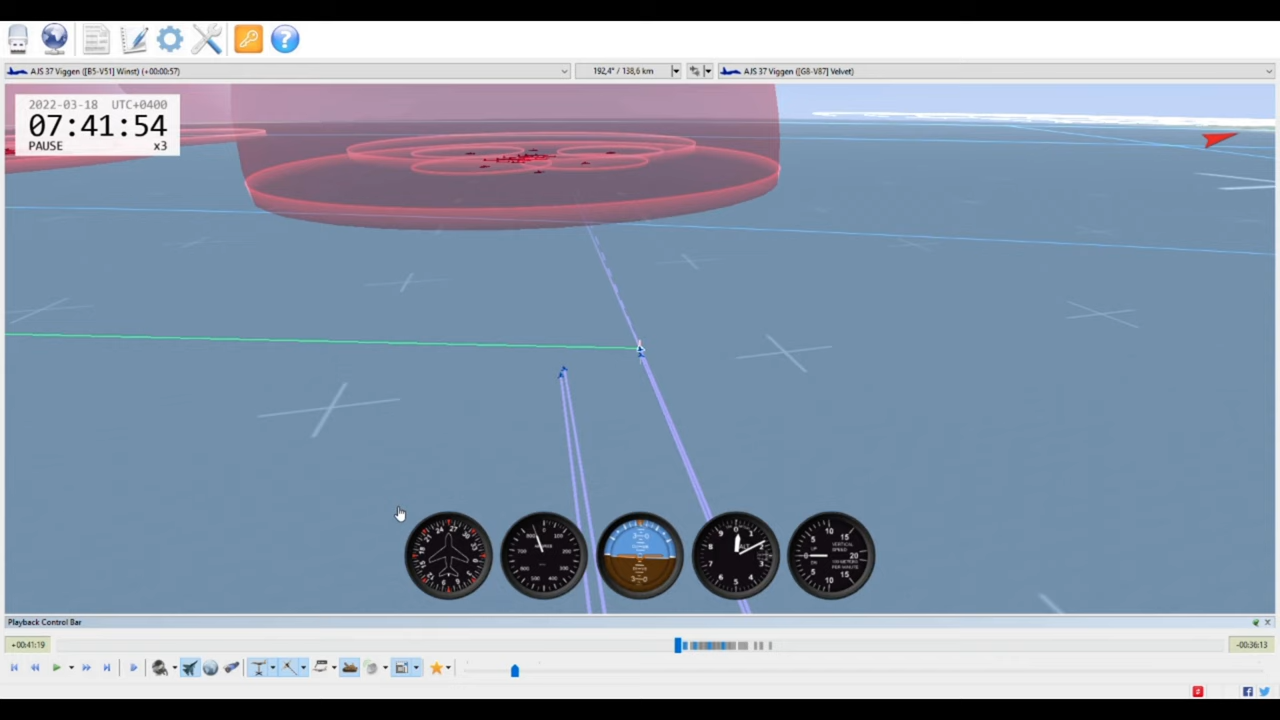 AJS 37 Viggen ([B5-V51] Winst) (+00:00:57)
192,4° / 138,6 km
AJS 37 Viggen ([G8-V87] Velvet)
2022-03-18 UTC+0400
07:41:54
PAUSE x3
Playback Control Bar
+00:41:19
-00:36:13